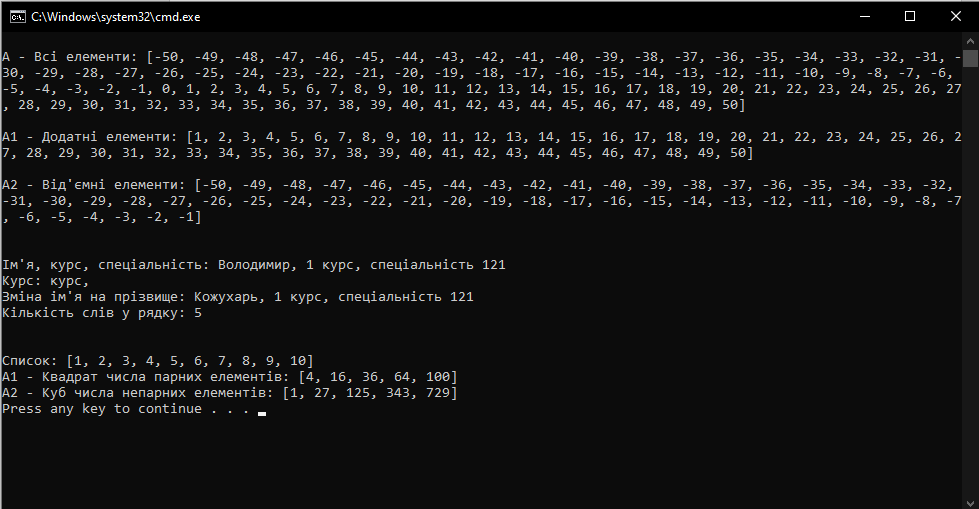 C:\Windows\system32\cmd.exe
A - Всі елементи: [-50, -49, -48, -47, -46, -45, -44, -43, -42, -41, -40, -39, -38, -37, -36, -35, -34, -33, -32, -31, -
30, -29, -28, -27, -26, -25, -24, -23, -22, -21, -20, -19, -18, -17, -16, -15, -14, -13, -12, -11, -10, -9, -8, -7, -6,
-5, -4, -3, -2, -1, 0, 1, 2, 3, 4, 5, 6, 7, 8, 9, 10, 11, 12, 13, 14, 15, 16, 17, 18, 19, 20, 21, 22, 23, 24, 25, 26, 27
, 28, 29, 30, 31, 32, 33, 34, 35, 36, 37, 38, 39, 40, 41, 42, 43, 44, 45, 46, 47, 48, 49, 50]
A1 - Додатні елементи: [1, 2, 3, 4, 5, 6, 7, 8, 9, 10, 11, 12, 13, 14, 15, 16, 17, 18, 19, 20, 21, 22, 23, 24, 25, 26, 2
7, 28, 29, 30, 31, 32, 33, 34, 35, 36, 37, 38, 39, 40, 41, 42, 43, 44, 45, 46, 47, 48, 49, 50]
A2 - Від'ємні елементи: [-50, -49, -48, -47, -46, -45, -44, -43, -42, -41, -40, -39, -38, -37, -36, -35, -34, -33, -32,
-31, -30, -29, -28, -27, -26, -25, -24, -23, -22, -21, -20, -19, -18, -17, -16, -15, -14, -13, -12, -11, -10, -9, -8, -7
, -6, -5, -4, -3, -2, -1]
Ім'я, курс, спеціальність: Володимир, 1 курс, спеціальність 121
Курс: курс,
Зміна ім'я на прізвище: Кожухарь, 1 курс, спеціальність 121
Кількість слів у рядку: 5
Список: [1, 2, 3, 4, 5, 6, 7, 8, 9, 10]
A1 - Квадрат числа парних елементів: [4, 16, 36, 64, 100]
A2 - Куб числа непарних елементів: [1, 27, 125, 343, 729]
Press any key to continue . . .